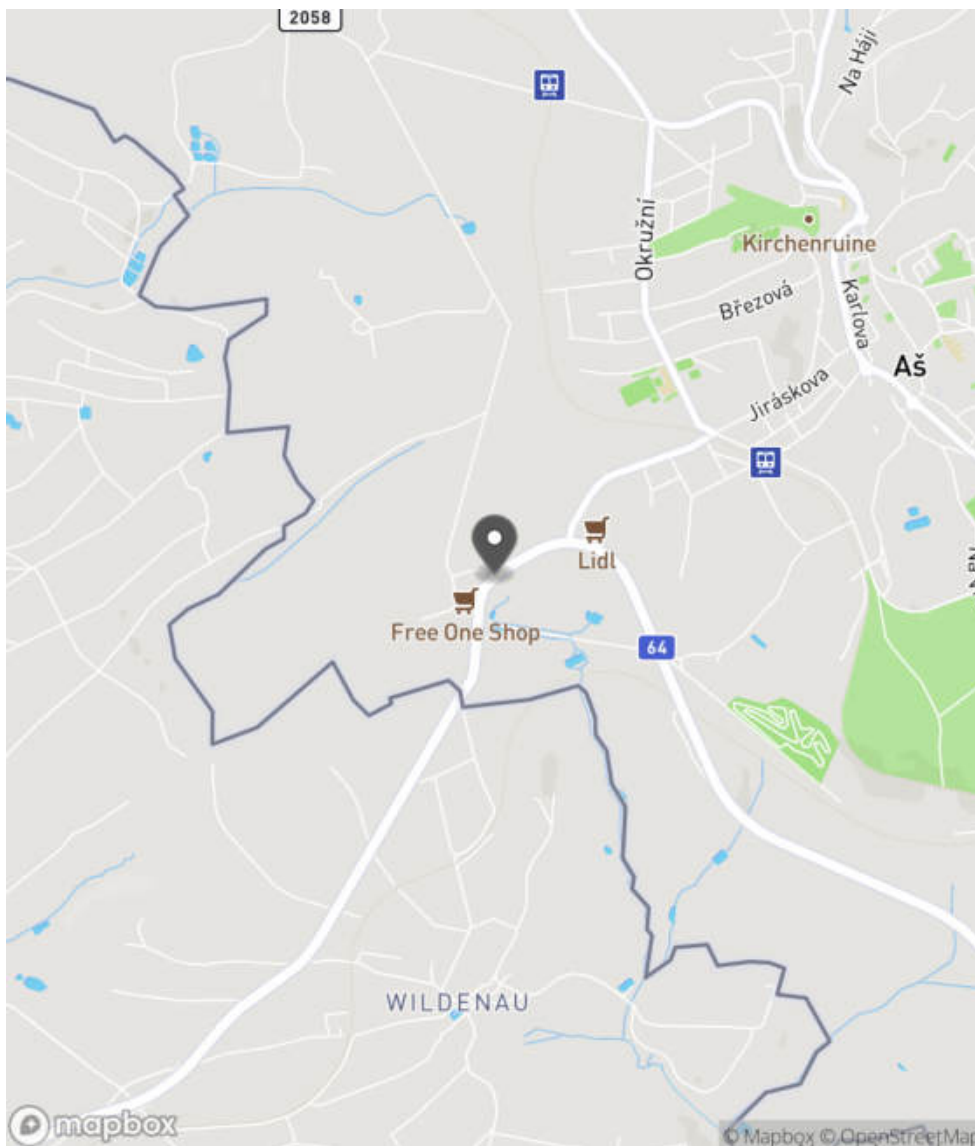 2058
Na Háji
Okružní
Kirchenruine
Březová
Karlova
Aš
Jiráskova
Lidl
Free One Shop
64
WILDENAU
mapbox
© Mapbox © OpenStreetMap